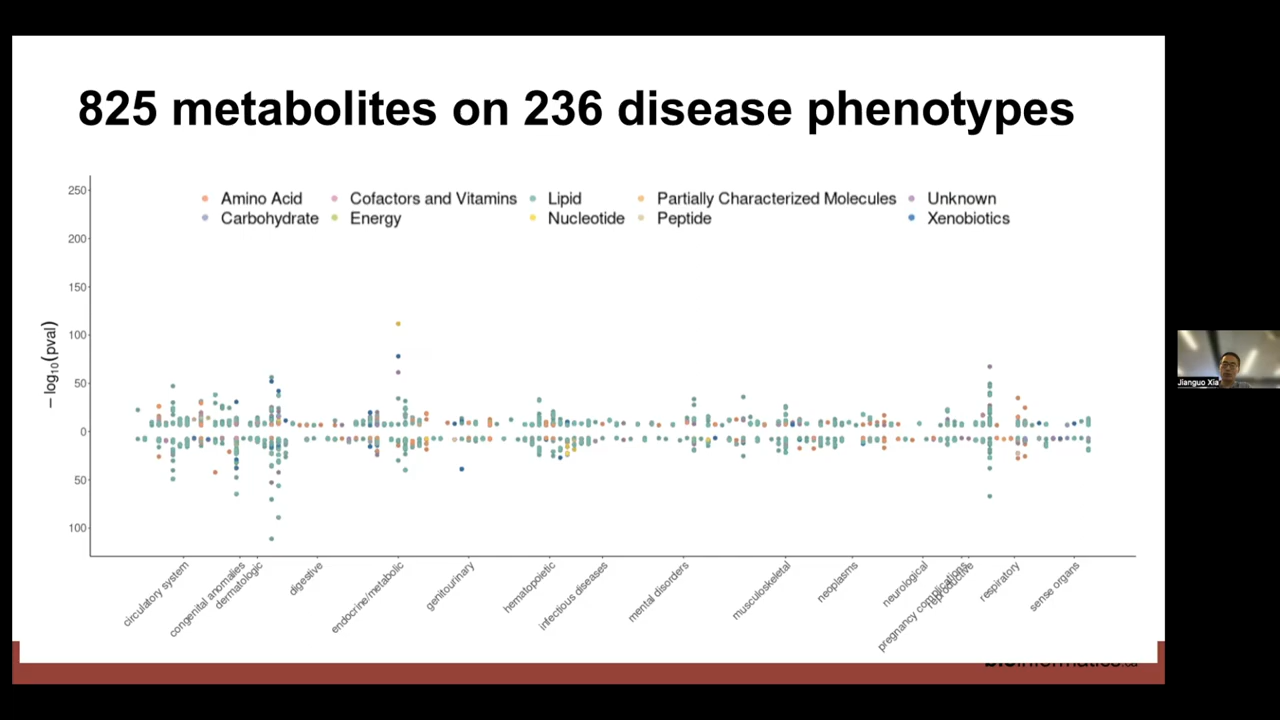 825 metabolites on 236 disease phenotypes
Amino Acid Cofactors and Vitamins Lipid Partially Characterized Molecules Unknown
Carbohydrate Energy Nucleotide Peptide Xenobiotics
250
200
150
100
50
0
50
100
− log10(pval)
circulatory system
congenital anomalies
dermatologic
digestive
endocrine/metabolic
genitourinary
hematopoietic
infectious diseases
mental disorders
musculoskeletal
neoplasms
neurological
pregnancy complications
reproductive
respiratory
sense organs
bioinformatics.ca
Jianguo Xia